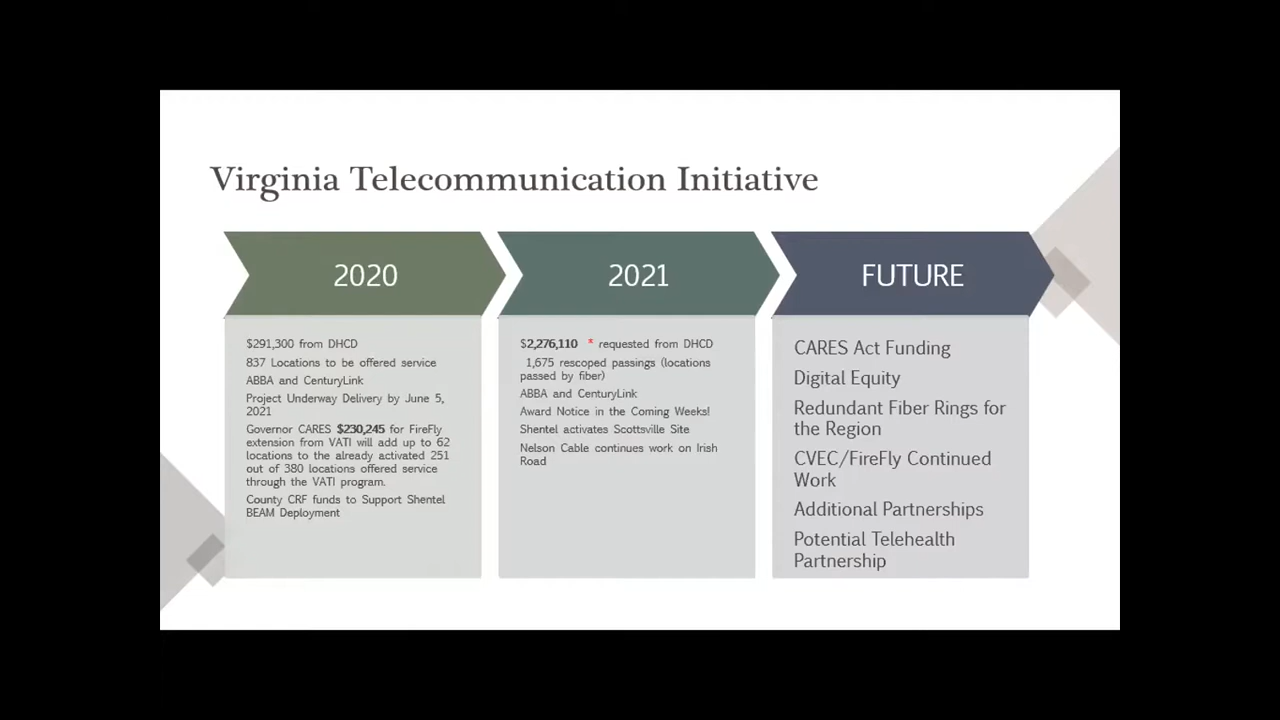 Virginia Telecommunication Initiative
2020
$291,300 from DHCD
837 Locations to be offered service
ABBA and CenturyLink
Project Underway Delivery by June 5,
2021
Governor CARES $230,245 for FireFly
extension from VATI will add up to 62
locations to the already activated 251
out of 380 locations offered service
through the VATI program.
County CRF funds to Support Shentel
BEAM Deployment
2021
$2,276,110 * requested from DHCD
1,675 rescoped passings (locations
passed by fiber)
ABBA and CenturyLink
Award Notice in the Coming Weeks!
Shentel activates Scottsville Site
Nelson Cable continues work on Irish
Road
FUTURE
CARES Act Funding
Digital Equity
Redundant Fiber Rings for
the Region
CVEC/FireFly Continued
Work
Additional Partnerships
Potential Telehealth
Partnership